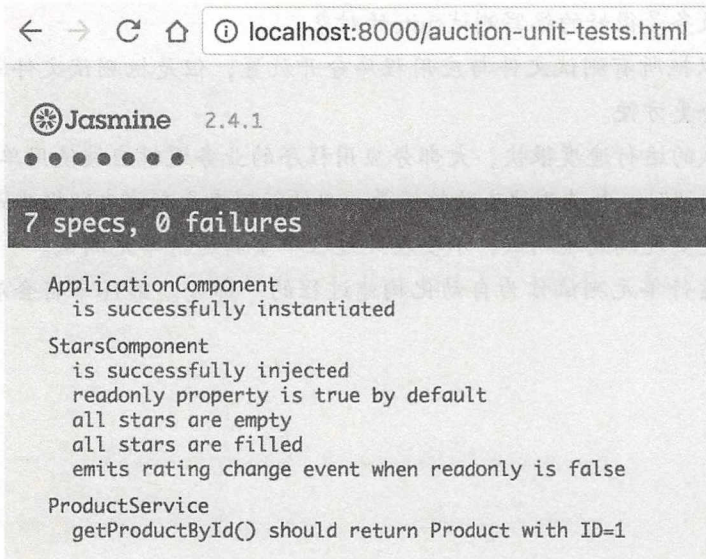 localhost:8000/auction-unit-tests.html
Jasmine 2.4.1
7 specs, 0 failures
ApplicationComponent
is successfully instantiated
StarsComponent
is successfully injected
readonly property is true by default
all stars are empty
all stars are filled
emits rating change event when readonly is false
ProductService
getProductById() should return Product with ID=1